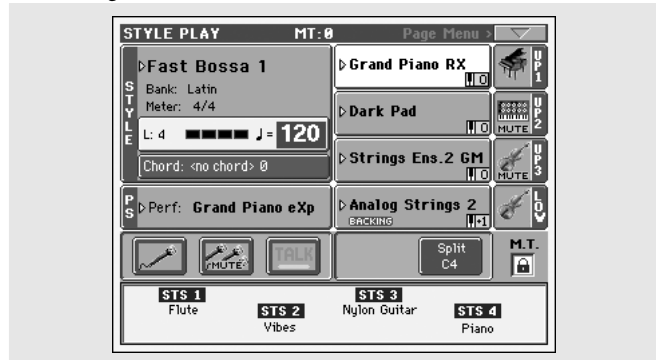 STYLE PLAY MT:0 Page Menu >
STYLE
Fast Bossa 1
Bank: Latin
Meter: 4/4
L: 4 ♩= 120
Chord: <no chord> 0
PS
Perf: Grand Piano eXp
Grand Piano RX
0
UP1
Dark Pad
0
MUTE
UP2
Strings Ens.2 GM
0
MUTE
UP3
Analog Strings 2
BACKING
+1
LOW
MUTE
TALK
Split
C4
M.T.
STS 1
Flute
STS 2
Vibes
STS 3
Nylon Guitar
STS 4
Piano